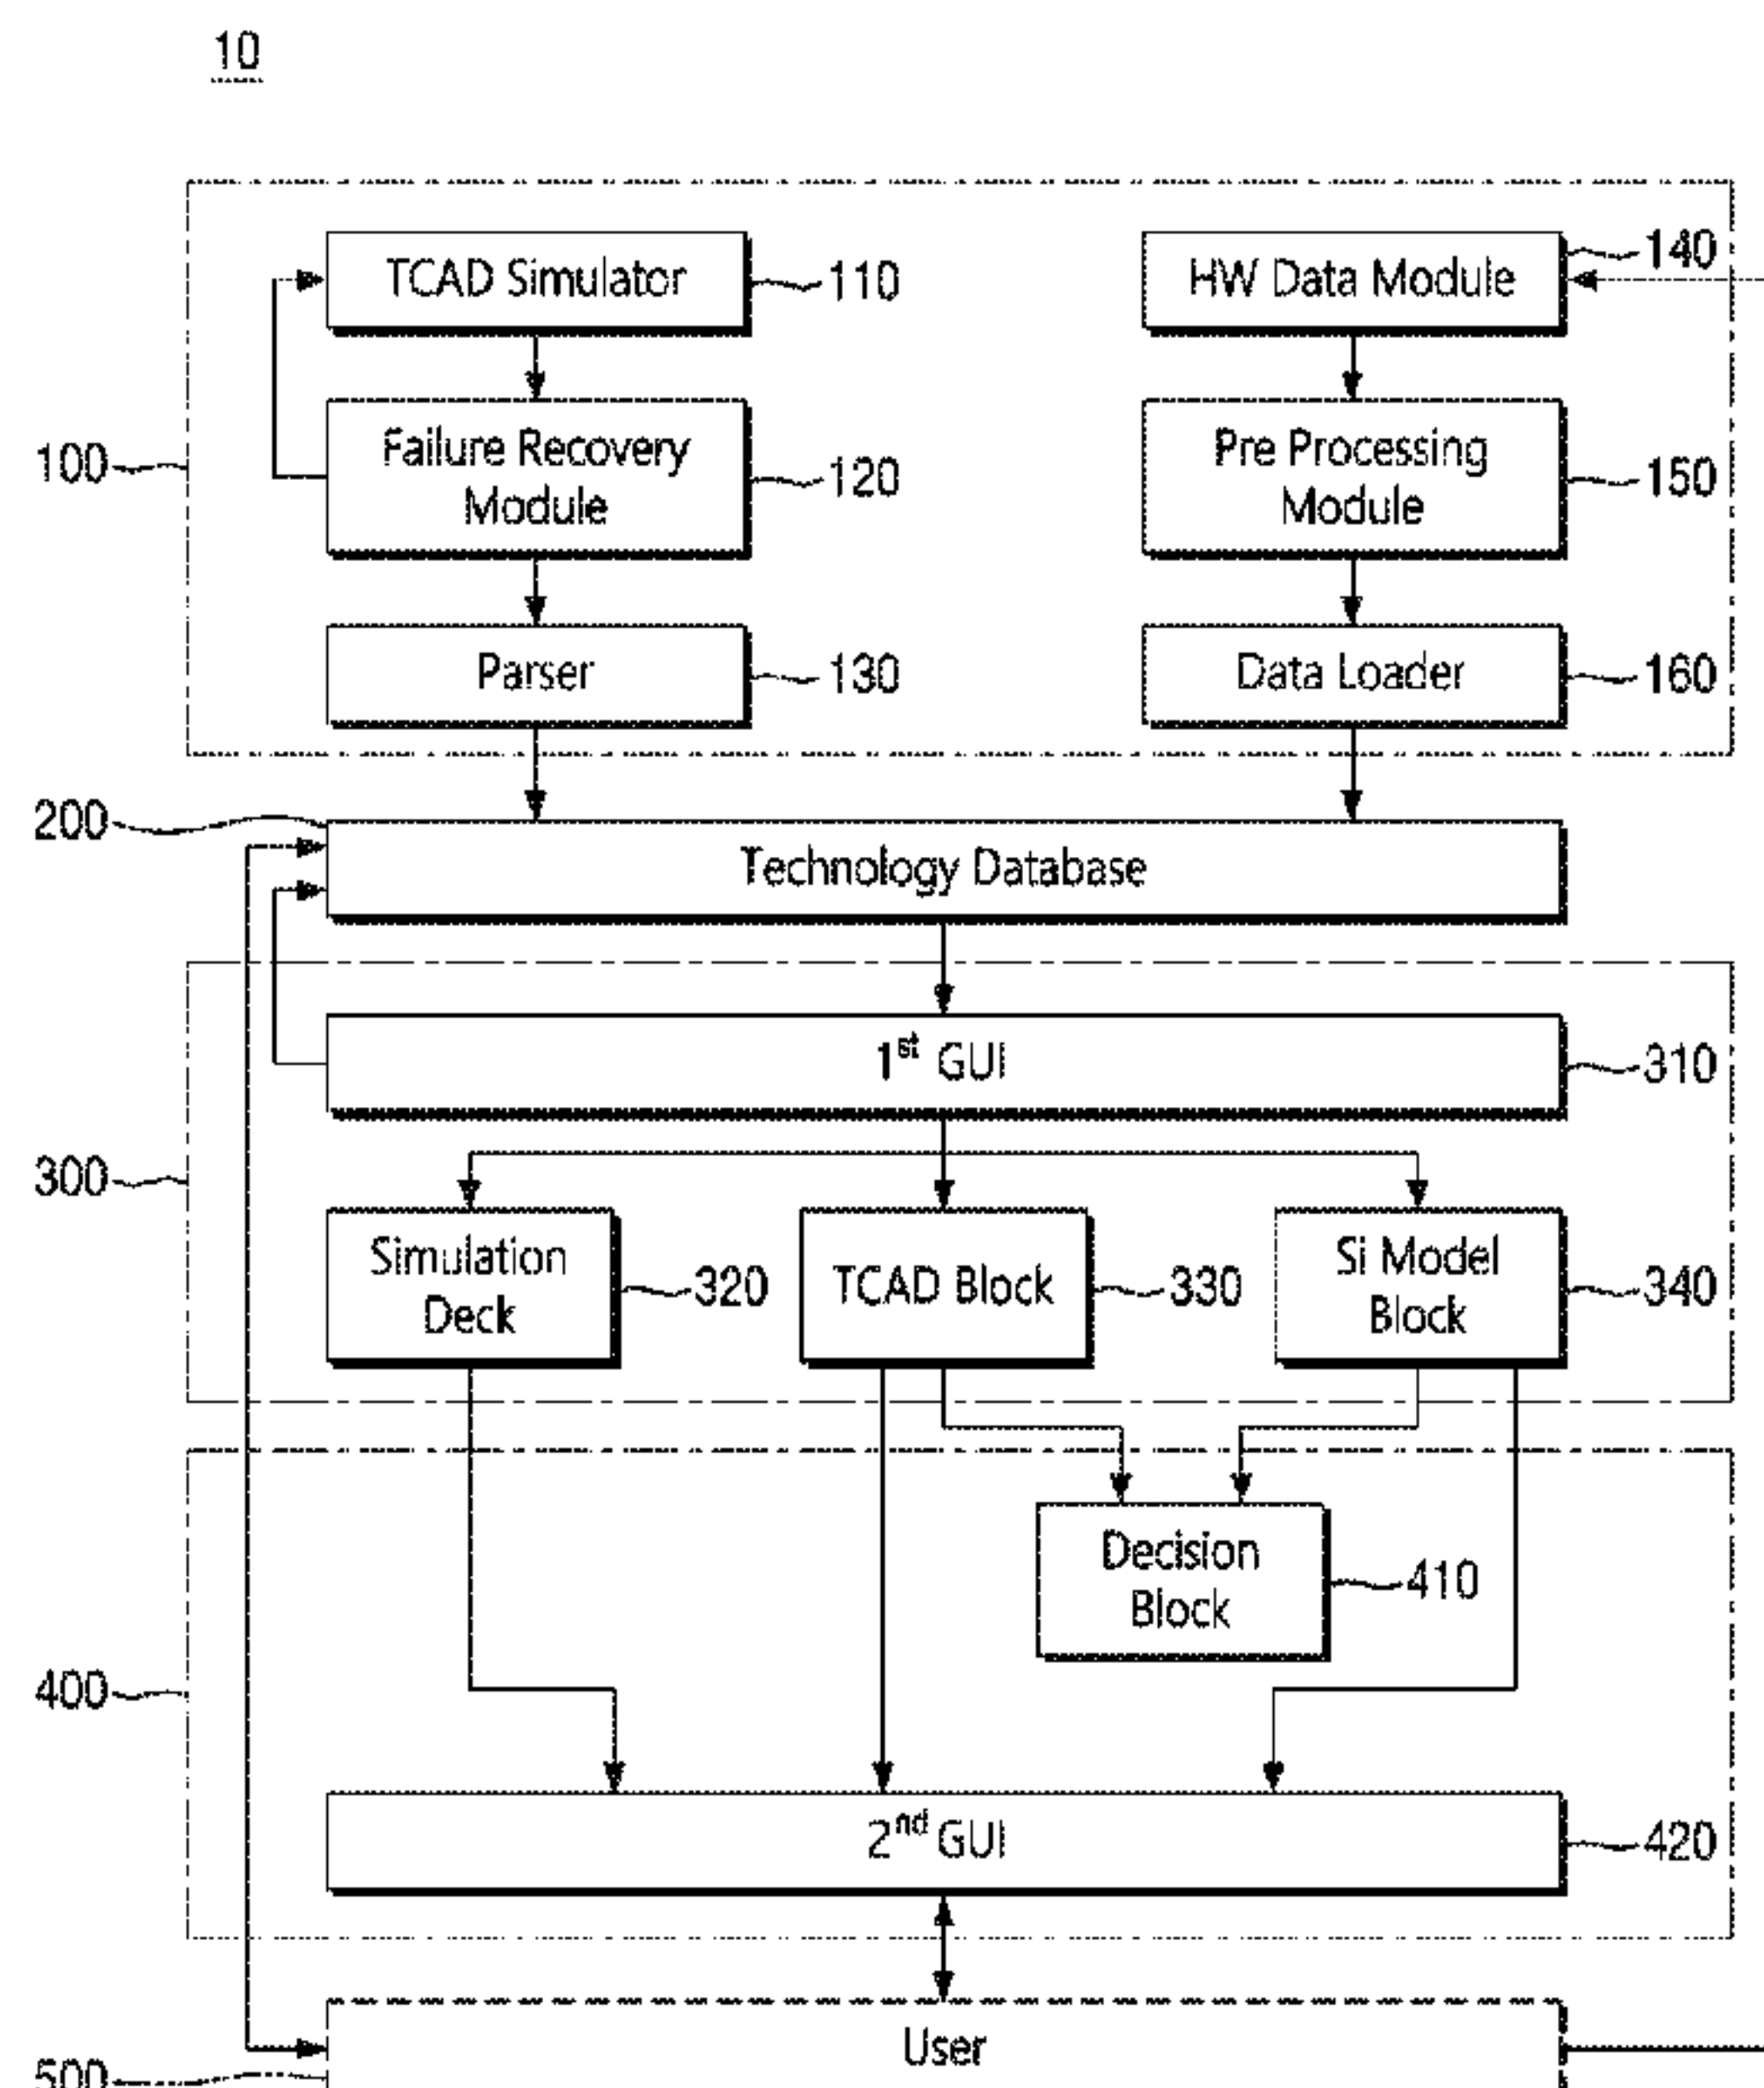 10
TCAD Simulator
110
HW Data Module
140
100
Failure Recovery
Module
120
Pre Processing
Module
150
Parser
130
Data Loader
160
200
Technology Database
1st GUI
310
300
Simulation
Deck
320
TCAD Block
330
Si Model
Block
340
Decision
Block
410
400
2nd GUI
420
User
500